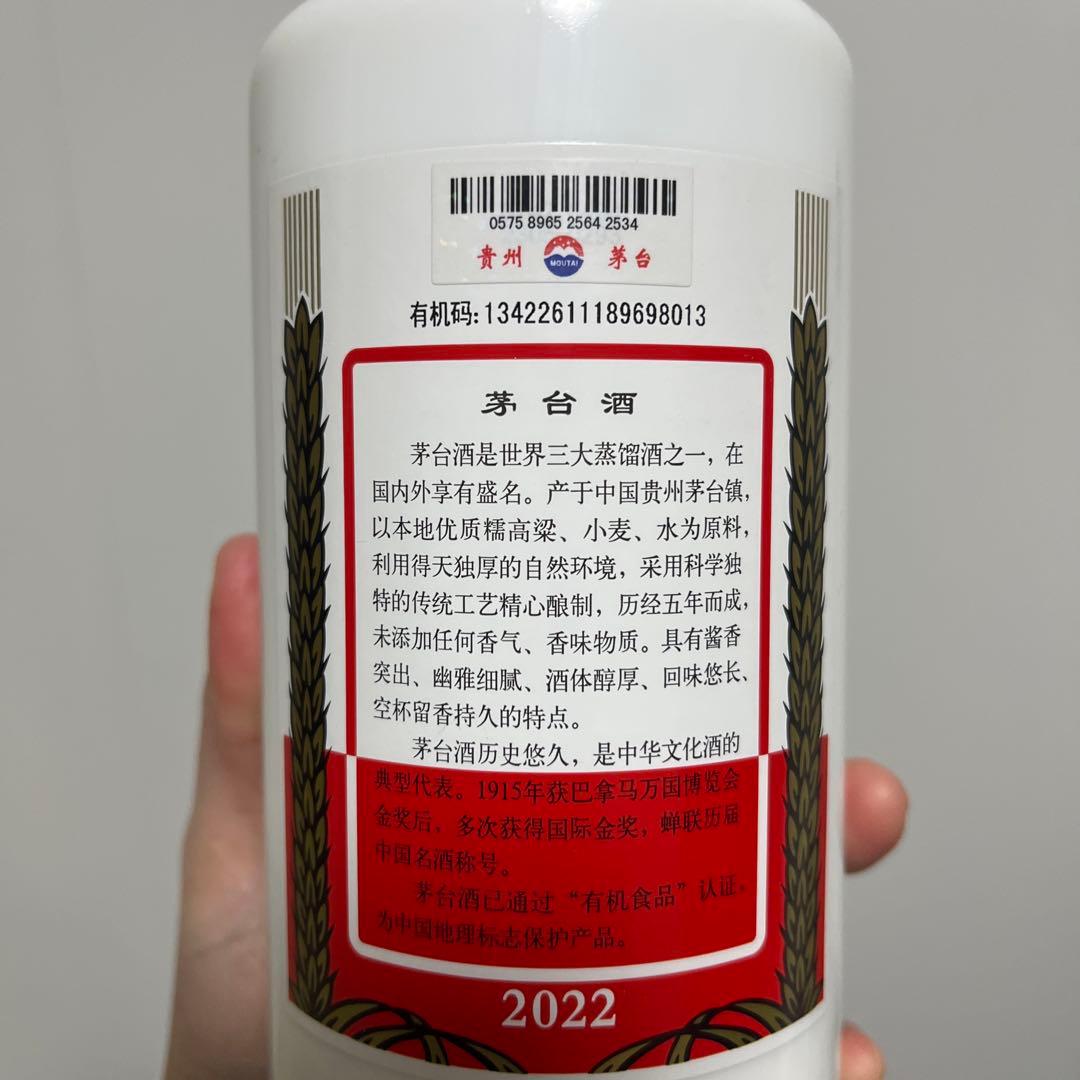 0575 8965 2564 2534
贵州 MOUTAI 茅台
有机码:13422611189698013
茅台酒
茅台酒是世界三大蒸馏酒之一，在
国内外享有盛名。产于中国贵州茅台镇，
以本地优质糯高粱、小麦、水为原料，
利用得天独厚的自然环境，采用科学独
特的传统工艺精心酿制，历经五年而成，
未添加任何香气、香味物质。具有酱香
突出、幽雅细腻、酒体醇厚、回味悠长、
空杯留香持久的特点。
茅台酒历史悠久，是中华文化酒的
典型代表。1915年获巴拿马万国博览会
金奖后，多次获得国际金奖，蝉联历届
中国名酒称号。
茅台酒已通过“有机食品”认证，
为中国地理标志保护产品。
2022